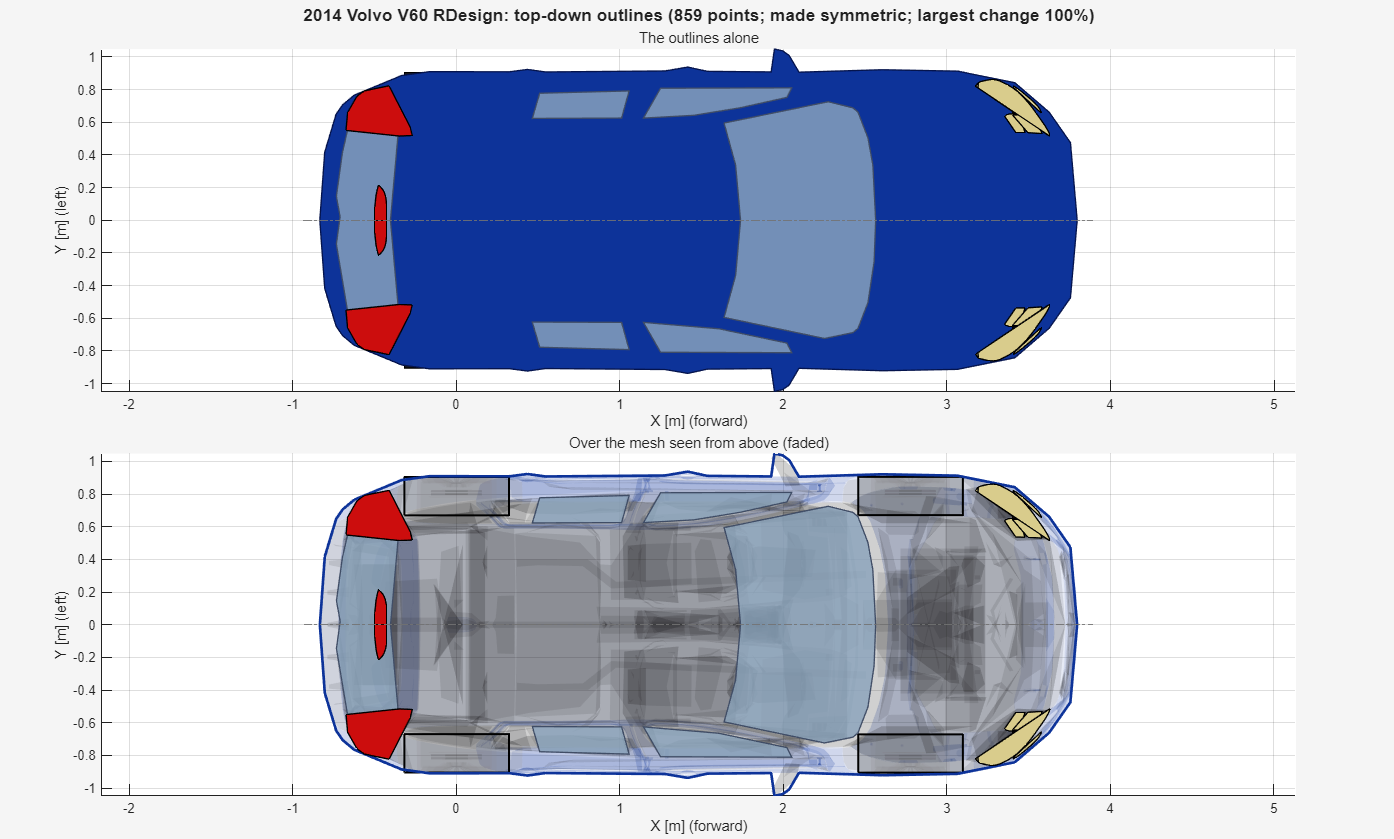 2014 Volvo V60 RDesign: top-down outlines (859 points; made symmetric; largest change 100%)
The outlines alone
1
0.8
0.6
0.4
0.2
0
-0.2
-0.4
-0.6
-0.8
-1
Y [m] (left)
-2 -1 0 1 2 3 4 5
X [m] (forward)
Over the mesh seen from above (faded)
1
0.8
0.6
0.4
0.2
0
-0.2
-0.4
-0.6
-0.8
-1
Y [m] (left)
-2 -1 0 1 2 3 4 5
X [m] (forward)